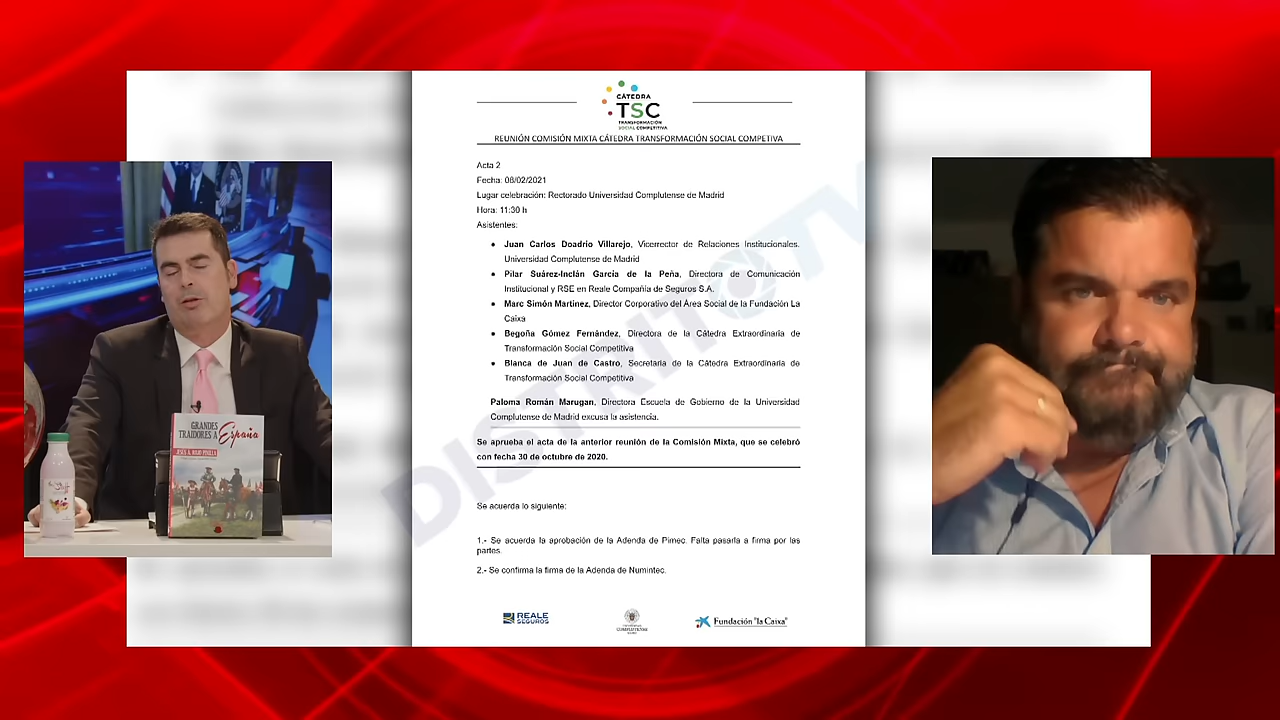 CÁTEDRA
TSC
TRANSFORMACIÓN
SOCIAL COMPETITIVA
REUNIÓN COMISIÓN MIXTA CÁTEDRA TRANSFORMACIÓN SOCIAL COMPETIVA
Acta 2
Fecha: 08/02/2021
Lugar celebración: Rectorado Universidad Complutense de Madrid
Hora: 11:30 h
Asistentes:
• Juan Carlos Doadrio Villarejo, Vicerrector de Relaciones Institucionales.
Universidad Complutense de Madrid
• Pilar Suárez-Inclán García de la Peña, Directora de Comunicación
Institucional y RSE en Reale Compañía de Seguros S.A.
• Marc Simón Martínez, Director Corporativo del Área Social de la Fundación La
Caixa
• Begoña Gómez Fernández, Directora de la Cátedra Extraordinaria de
Transformación Social Competitiva
• Blanca de Juan de Castro, Secretaria de la Cátedra Extraordinaria de
Transformación Social Competitiva
Paloma Román Marugan, Directora Escuela de Gobierno de la Universidad
Complutense de Madrid excusa la asistencia.
Se aprueba el acta de la anterior reunión de la Comisión Mixta, que se celebró
con fecha 30 de octubre de 2020.
Se acuerda lo siguiente:
1.- Se acuerda la aprobación de la Adenda de Pimec. Falta pasarla a firma por las
partes.
2.- Se confirma la firma de la Adenda de Numintec.
REALE
SEGUROS
COMPLUTENSE
Fundación "la Caixa"
DISTRITOTV
GRANDES
TRAIDORES A
España
JESÚS Á. ROJO PINILLA